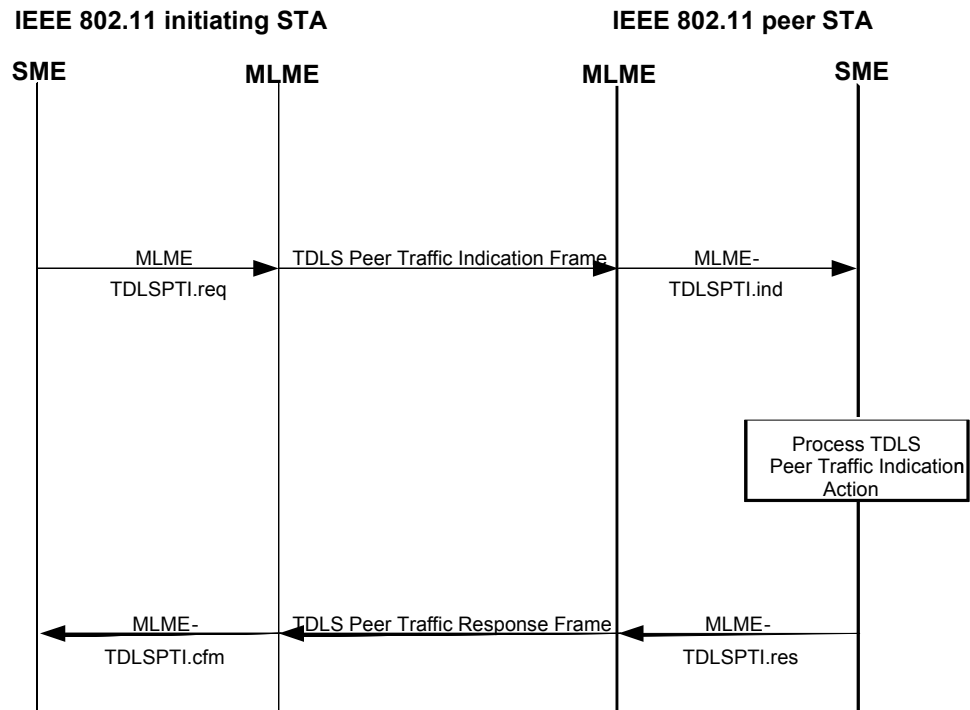 IEEE 802.11 initiating STA
IEEE 802.11 peer STA
SME
MLME
MLME
SME
MLME
TDLSPTI.req
TDLS Peer Traffic Indication Frame
MLME-
TDLSPTI.ind
Process TDLS
Peer Traffic Indication
Action
MLME-
TDLSPTI.cfm
TDLS Peer Traffic Response Frame
MLME-
TDLSPTI.res